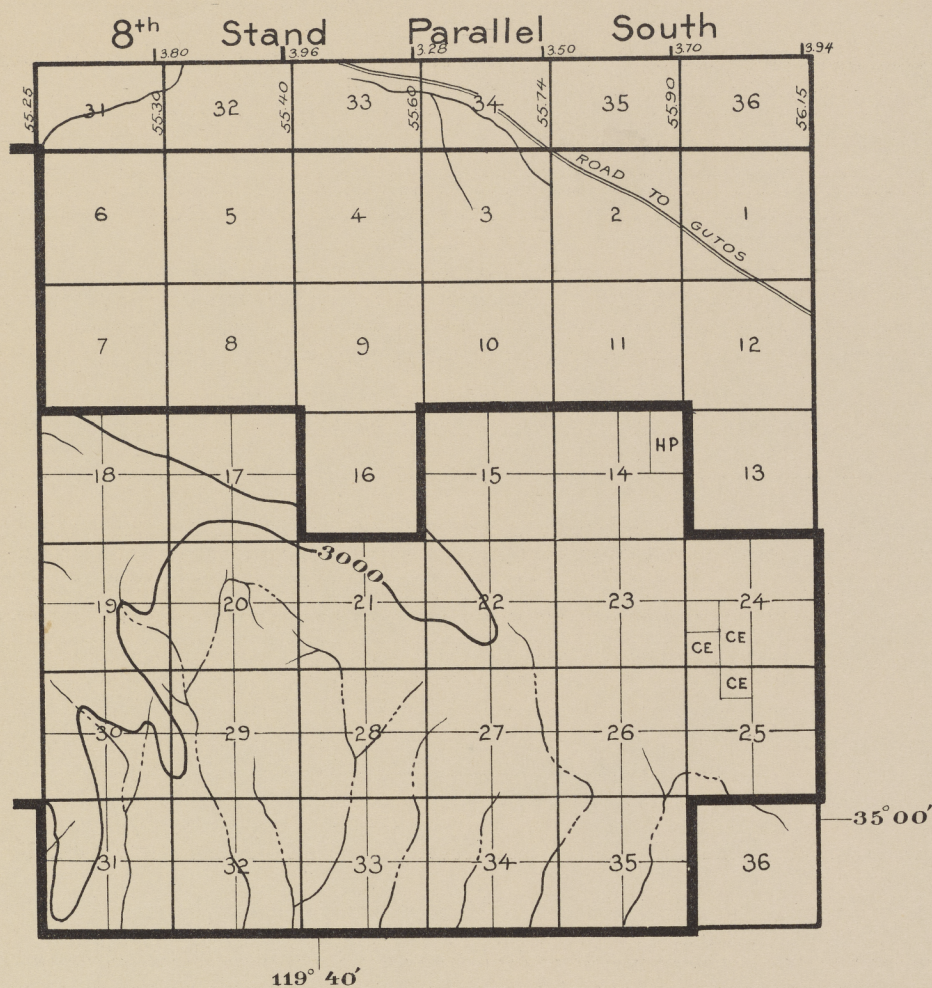 8th Stand Parallel South
3.80 3.96 3.28 3.50 3.70 3.94
55.25 55.30 55.40 55.60 55.74 55.90 56.15
31 32 33 34 35 36
ROAD TO GUTOS
6 5 4 3 2 1
7 8 9 10 11 12
HP
18 17 16 15 14 13
3000
19 20 21 22 23 24
CE CE
CE
30 29 28 27 26 25
35°00'
31 32 33 34 35 36
119° 40'